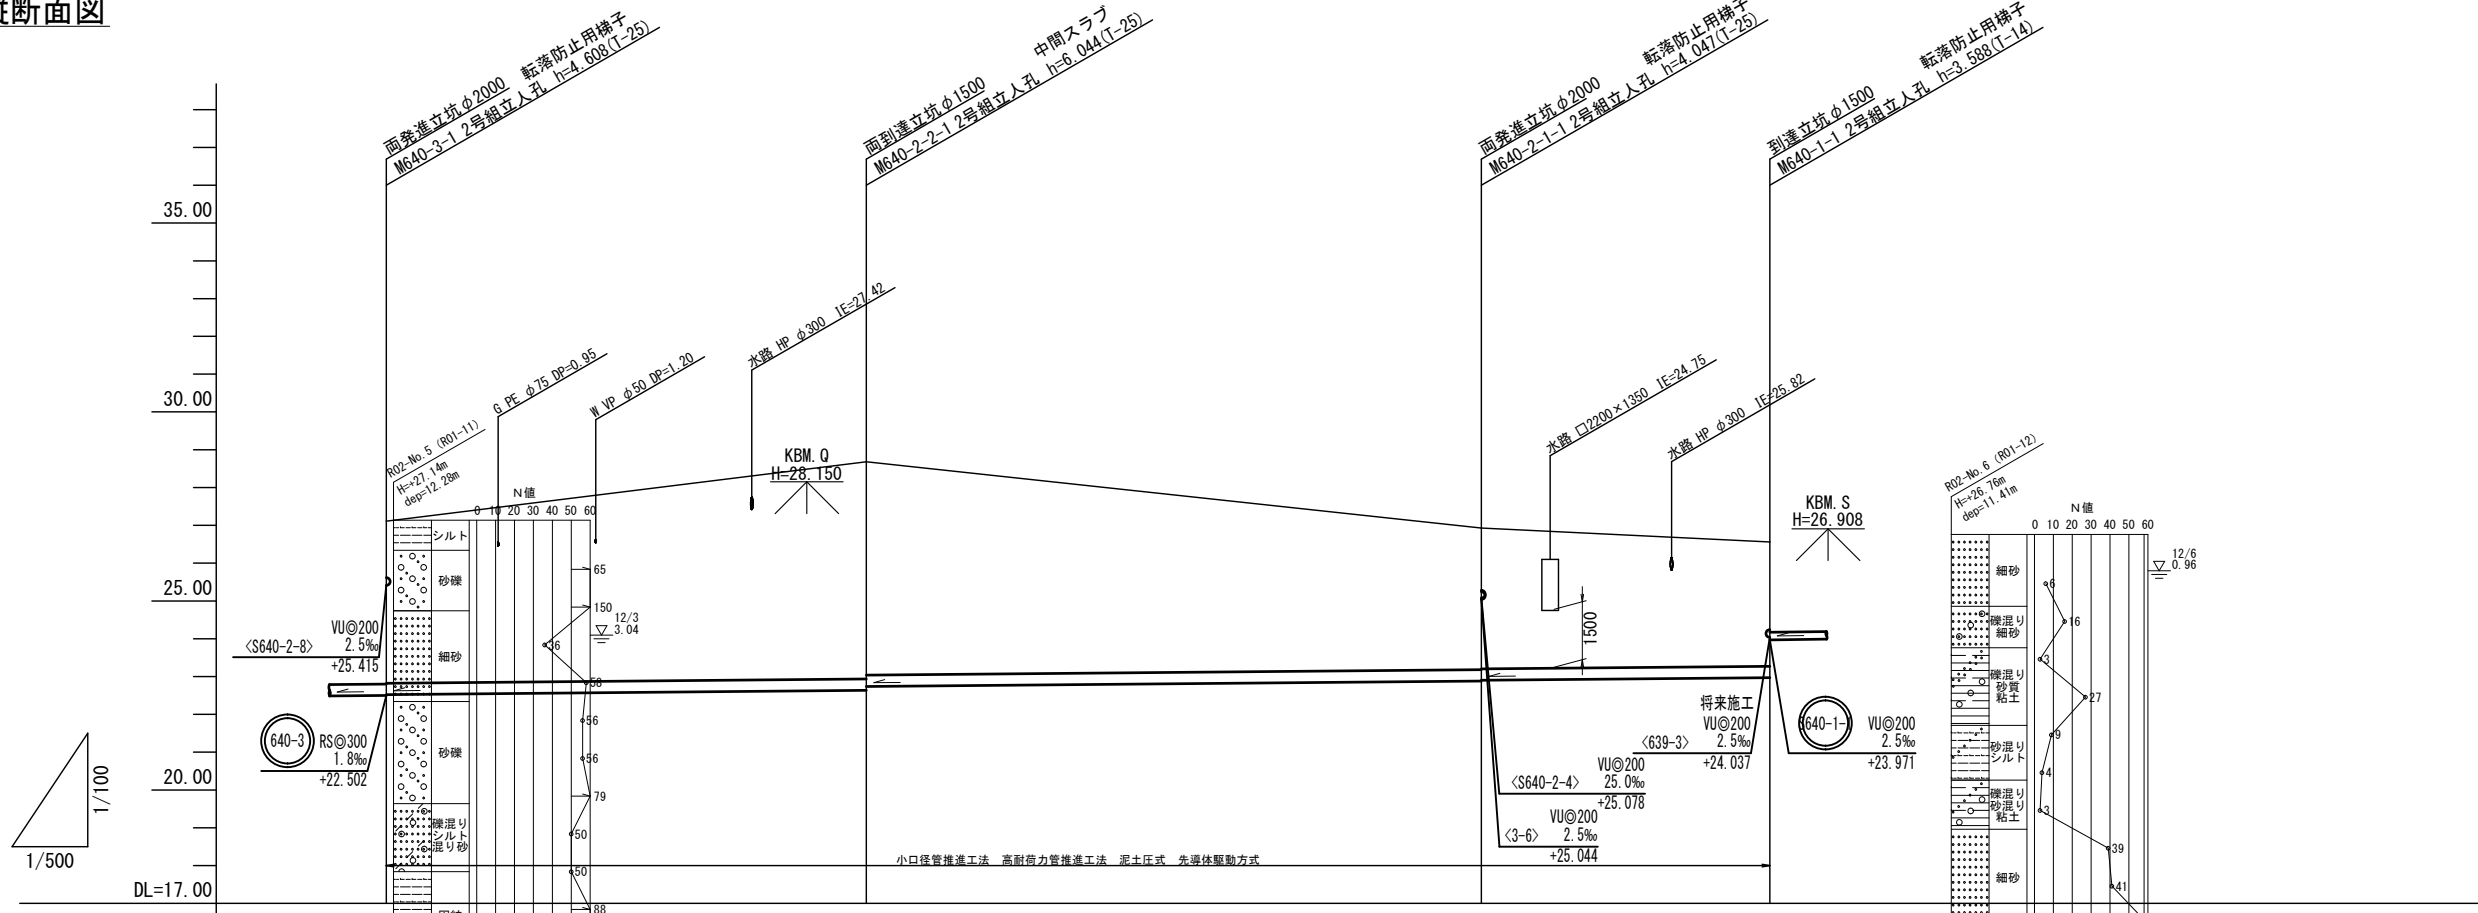 断面図
両発進立坑φ2000 転落防止用梯子
M640-3-1 2号組立人孔 h=4.608(T-25)
両到達立坑φ1500 中間スラブ
M640-2-2-1 2号組立人孔 h=6.044(T-25)
両発進立坑φ2000 転落防止用梯子
M640-2-1-1 2号組立人孔 h=4.047(T-25)
到達立坑φ1500 転落防止用梯子
M640-1-1 2号組立人孔 h=3.588(T-14)
35.00
30.00
25.00
20.00
DL=17.00
1/100
1/500
R02-No.5 (R01-11)
H=+27.14m
dep=12.28m
G PE φ75 DP=0.95
W VP φ50 DP=1.20
水路 HP φ300 IE=27.42
KBM.Q
H=28.150
水路 □2200×1350 IE=24.75
水路 HP φ300 IE=25.82
KBM.S
H=26.908
R02-No.6 (R01-12)
H=+26.76m
dep=11.41m
N値
0 10 20 30 40 50 60
シルト
砂礫
細砂
砂礫
礫混り
シルト
混り砂
65
150
36
58
56
56
79
50
50
88
12/3
3.04
VU◎200
〈S640-2-8〉 2.5‰
+25.415
640-3
RS◎300
1.8‰
+22.502
1500
将来施工
VU◎200
〈639-3〉 2.5‰
+24.037
VU◎200
〈S640-2-4〉 25.0‰
+25.078
VU◎200
〈3-6〉 2.5‰
+25.044
VU◎200
2.5‰
+23.971
小口径管推進工法 高耐荷力管推進工法 泥土圧式 先導体駆動方式
N値
0 10 20 30 40 50 60
12/6
0.96
細砂
礫混り
細砂
礫混り
砂質
粘土
砂混り
シルト
礫混り
砂混り
粘土
細砂
6
16
3
27
9
4
3
39
41